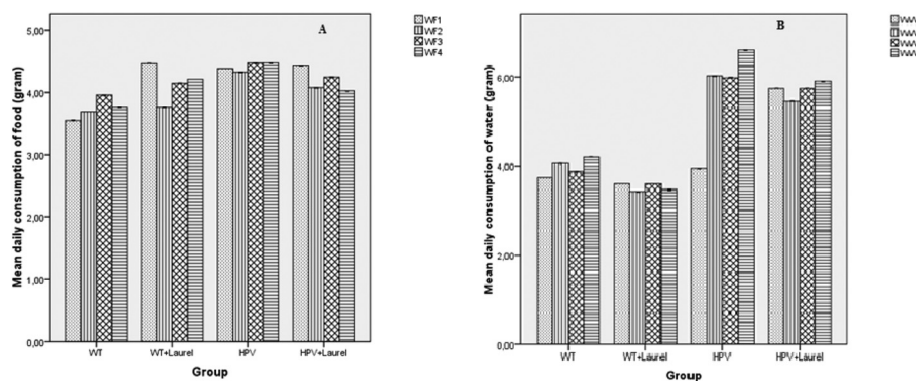 A
Mean daily consumption of food (gram)
5,00
4,00
3,00
2,00
1,00
0,00
WT
WT+Laurel
HPV
HPV+Laurel
Group
WF1
WF2
WF3
WF4
B
Mean daily consumption of water (gram)
6,00
4,00
2,00
0,00
WT
WT+Laurel
HPV
HPV+Laurel
Group